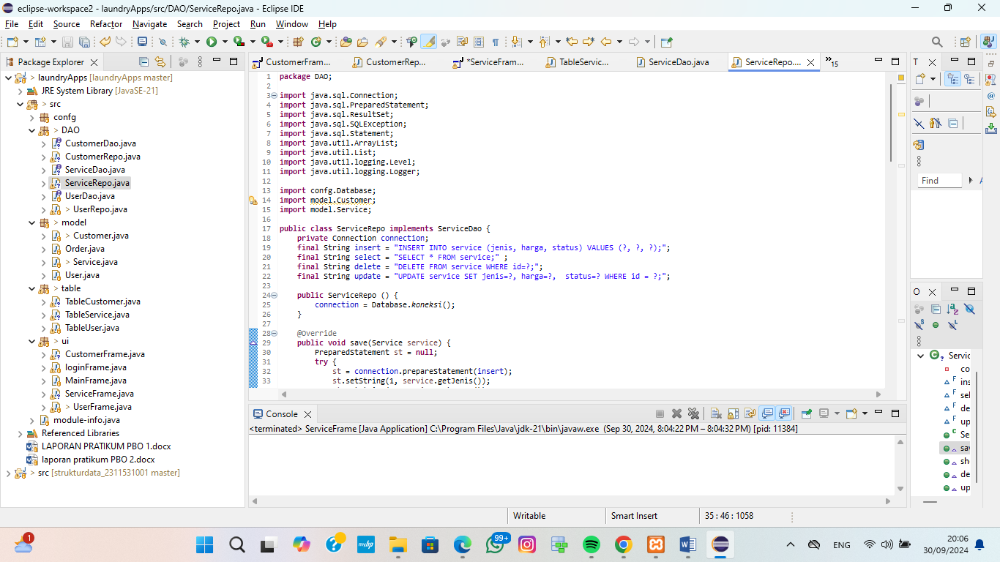 eclipse-workspace2 - laundryApps/src/DAO/ServiceRepo.java - Eclipse IDE
File Edit Source Refactor Navigate Search Project Run Window Help
Package Explorer
> laundryApps [laundryApps master]
JRE System Library [JavaSE-21]
> src
confg
> DAO
CustomerDao.java
CustomerRepo.java
ServiceDao.java
ServiceRepo.java
UserDao.java
> UserRepo.java
> model
> Customer.java
Order.java
> Service.java
User.java
> table
TableCustomer.java
TableService.java
TableUser.java
> ui
CustomerFrame.java
loginFrame.java
MainFrame.java
ServiceFrame.java
> UserFrame.java
module-info.java
Referenced Libraries
LAPORAN PRATIKUM PBO 1.docx
laporan pratikum PBO 2.docx
> src [strukturdata_2311531001 master]
CustomerFram... CustomerRep... *ServiceFram... TableServic... ServiceDao.java ServiceRepo.... »15
1 package DAO;
2
3 import java.sql.Connection;
4 import java.sql.PreparedStatement;
5 import java.sql.ResultSet;
6 import java.sql.SQLException;
7 import java.sql.Statement;
8 import java.util.ArrayList;
9 import java.util.List;
10 import java.util.logging.Level;
11 import java.util.logging.Logger;
12
13 import confg.Database;
14 import model.Customer;
15 import model.Service;
16
17 public class ServiceRepo implements ServiceDao {
18 private Connection connection;
19 final String insert = "INSERT INTO service (jenis, harga, status) VALUES (?, ?, ?);";
20 final String select = "SELECT * FROM service;" ;
21 final String delete = "DELETE FROM service WHERE id=?;";
22 final String update = "UPDATE service SET jenis=?, harga=?,  status=? WHERE id = ?;";
23
24 public ServiceRepo () {
25 connection = Database.koneksi();
26 }
27
28 @Override
29 public void save(Service service) {
30 PreparedStatement st = null;
31 try {
32 st = connection.prepareStatement(insert);
33 st.setString(1, service.getJenis());
Console
<terminated> ServiceFrame [Java Application] C:\Program Files\Java\jdk-21\bin\javaw.exe (Sep 30, 2024, 8:04:22 PM – 8:04:32 PM) [pid: 11384]
T
Find
O
Servic
co
ins
sel
de
up
Se
sav
sh
de
up
Writable Smart Insert 35 : 46 : 1058
1
myhp
99+
ENG
20:06
30/09/2024